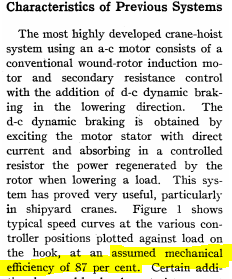 Characteristics of Previous Systems
The most highly developed crane-hoist
system using an a-c motor consists of a
conventional wound-rotor induction mo-
tor and secondary resistance control
with the addition of d-c dynamic brak-
ing in the lowering direction. The
d-c dynamic braking is obtained by
exciting the motor stator with direct
current and absorbing in a controlled
resistor the power regenerated by the
rotor when lowering a load. This sys-
tem has proved very useful, particularly
in shipyard cranes. Figure 1 shows
typical speed curves at the various con-
troller positions plotted against load on
the hook, at an assumed mechanical
efficiency of 87 per cent. Certain addi-